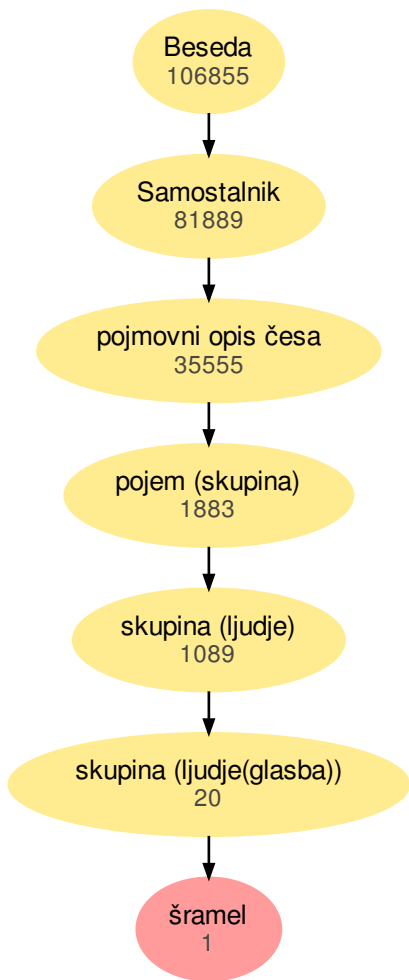 Beseda
106855
Samostalnik
81889
pojmovni opis česa
35555
pojem (skupina)
1883
skupina (ljudje)
1089
skupina (ljudje(glasba))
20
šramel
1